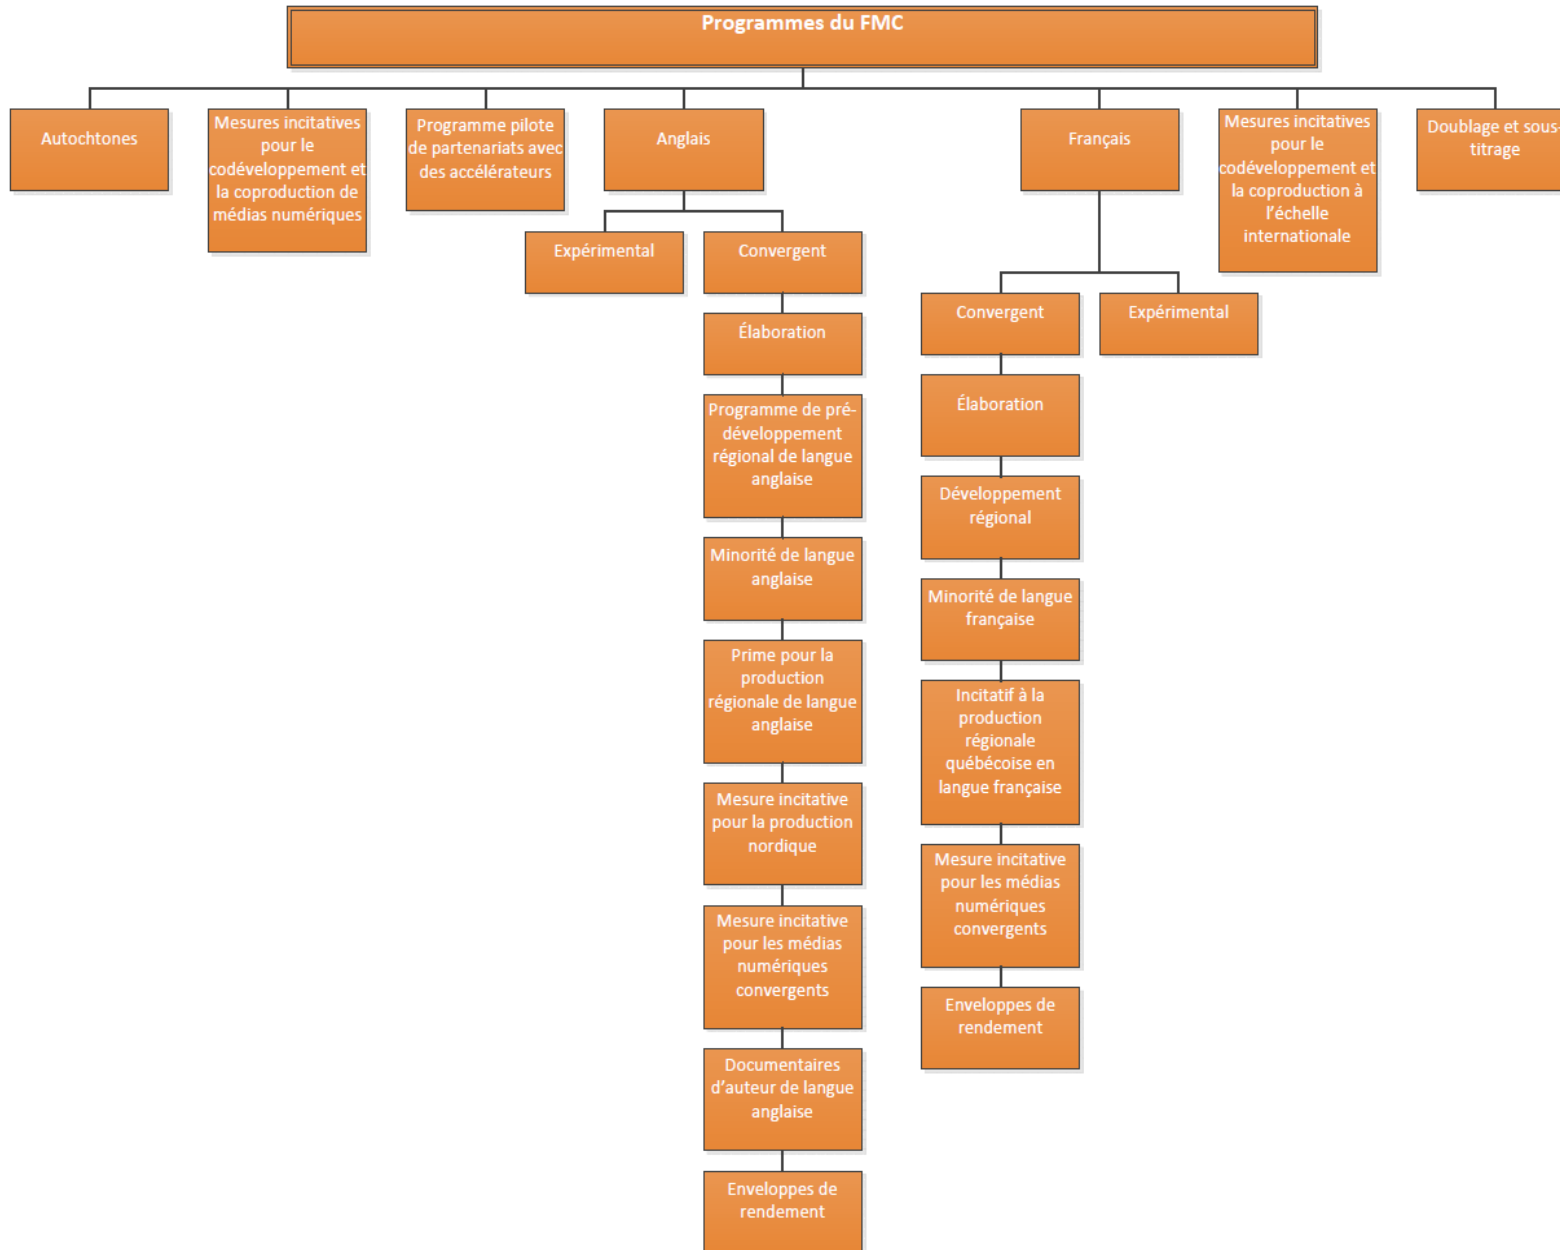 Programmes du FMC
Autochtones
Mesures incitatives
pour le
codéveloppement et
la coproduction de
médias numériques
Programme pilote
de partenariats avec
des accélérateurs
Anglais
Français
Mesures incitatives
pour le
codéveloppement et
la coproduction à
l’échelle
internationale
Doublage et sous-
titrage
Expérimental
Convergent
Élaboration
Programme de pré-
développement
régional de langue
anglaise
Minorité de langue
anglaise
Prime pour la
production
régionale de langue
anglaise
Mesure incitative
pour la production
nordique
Mesure incitative
pour les médias
numériques
convergents
Documentaires
d’auteur de langue
anglaise
Enveloppes de
rendement
Convergent
Expérimental
Élaboration
Développement
régional
Minorité de langue
française
Incitatif à la
production
régionale
québécoise en
langue française
Mesure incitative
pour les médias
numériques
convergents
Enveloppes de
rendement